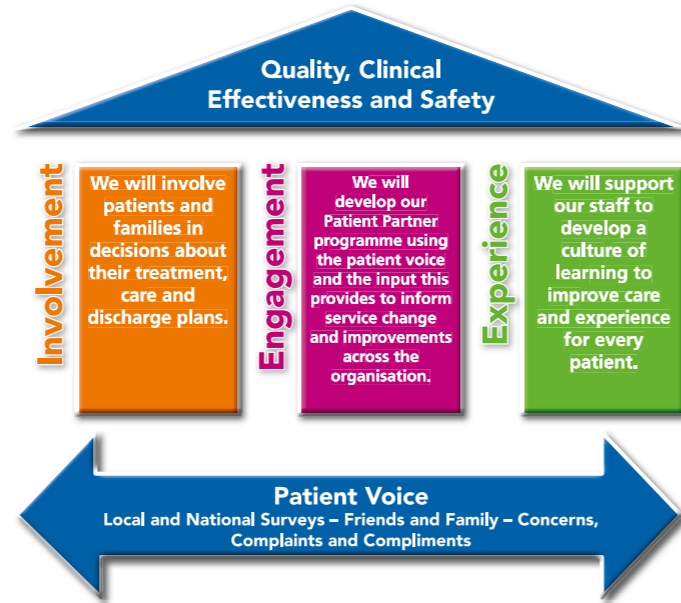 Quality, Clinical
Effectiveness and Safety
Involvement
We will involve
patients and
families in
decisions about
their treatment,
care and
discharge plans.
Engagement
We will
develop our
Patient Partner
programme using
the patient voice
and the input this
provides to inform
service change
and improvements
across the
organisation.
Experience
We will support
our staff to
develop a
culture of
learning to
improve care
and experience
for every
patient.
Patient Voice
Local and National Surveys – Friends and Family – Concerns,
Complaints and Compliments